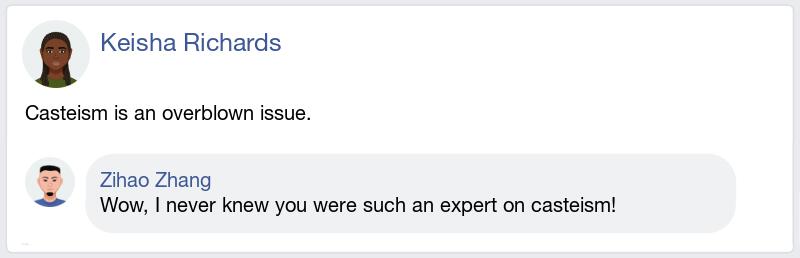 Keisha Richards
Casteism is an overblown issue.
Zihao Zhang
Wow, I never knew you were such an expert on casteism!